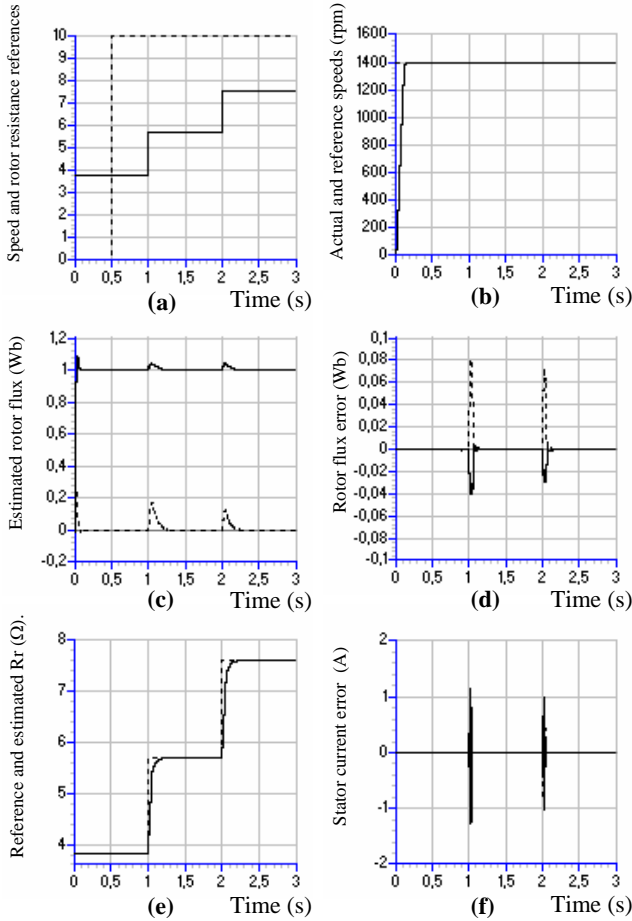 Speed and rotor resistance references
10
9
8
7
6
5
4
3
2
1
0
0 0,5 1 1,5 2 2,5 3
(a) Time (s)
Actual and reference speeds (rpm)
1600
1400
1200
1000
800
600
400
200
0
0 0,5 1 1,5 2 2,5 3
(b) Time (s)
Estimated rotor flux (Wb)
1,2
1
0,8
0,6
0,4
0,2
0
-0,2
0 0,5 1 1,5 2 2,5 3
(c) Time (s)
Rotor flux error (Wb)
0,1
0,08
0,06
0,04
0,02
0
-0,02
-0,04
-0,06
-0,08
-0,1
0 0,5 1 1,5 2 2,5 3
(d) Time (s)
Reference and estimated Rr (Ω).
8
7
6
5
4
0 0,5 1 1,5 2 2,5 3
(e) Time (s)
Stator current error (A)
2
1
0
-1
-2
0 0,5 1 1,5 2 2,5 3
(f) Time (s)